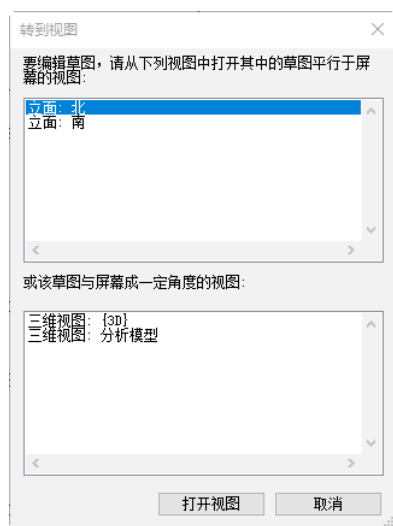 转到视图
要编辑草图，请从下列视图中打开其中的草图平行于屏
幕的视图:
立面: 北
立面: 南
或该草图与屏幕成一定角度的视图:
三维视图: {3D}
三维视图: 分析模型
打开视图
取消